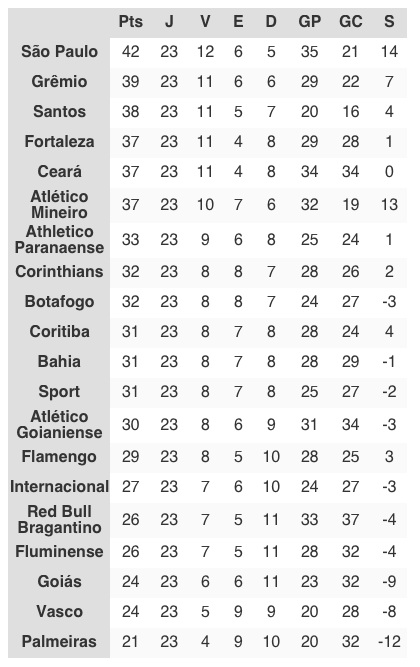 Pts J V E D GP GC S
São Paulo 42 23 12 6 5 35 21 14
Grêmio 39 23 11 6 6 29 22 7
Santos 38 23 11 5 7 20 16 4
Fortaleza 37 23 11 4 8 29 28 1
Ceará 37 23 11 4 8 34 34 0
Atlético Mineiro 37 23 10 7 6 32 19 13
Athletico Paranaense 33 23 9 6 8 25 24 1
Corinthians 32 23 8 8 7 28 26 2
Botafogo 32 23 8 8 7 24 27 -3
Coritiba 31 23 8 7 8 28 24 4
Bahia 31 23 8 7 8 28 29 -1
Sport 31 23 8 7 8 25 27 -2
Atlético Goianiense 30 23 8 6 9 31 34 -3
Flamengo 29 23 8 5 10 28 25 3
Internacional 27 23 7 6 10 24 27 -3
Red Bull Bragantino 26 23 7 5 11 33 37 -4
Fluminense 26 23 7 5 11 28 32 -4
Goiás 24 23 6 6 11 23 32 -9
Vasco 24 23 5 9 9 20 28 -8
Palmeiras 21 23 4 9 10 20 32 -12